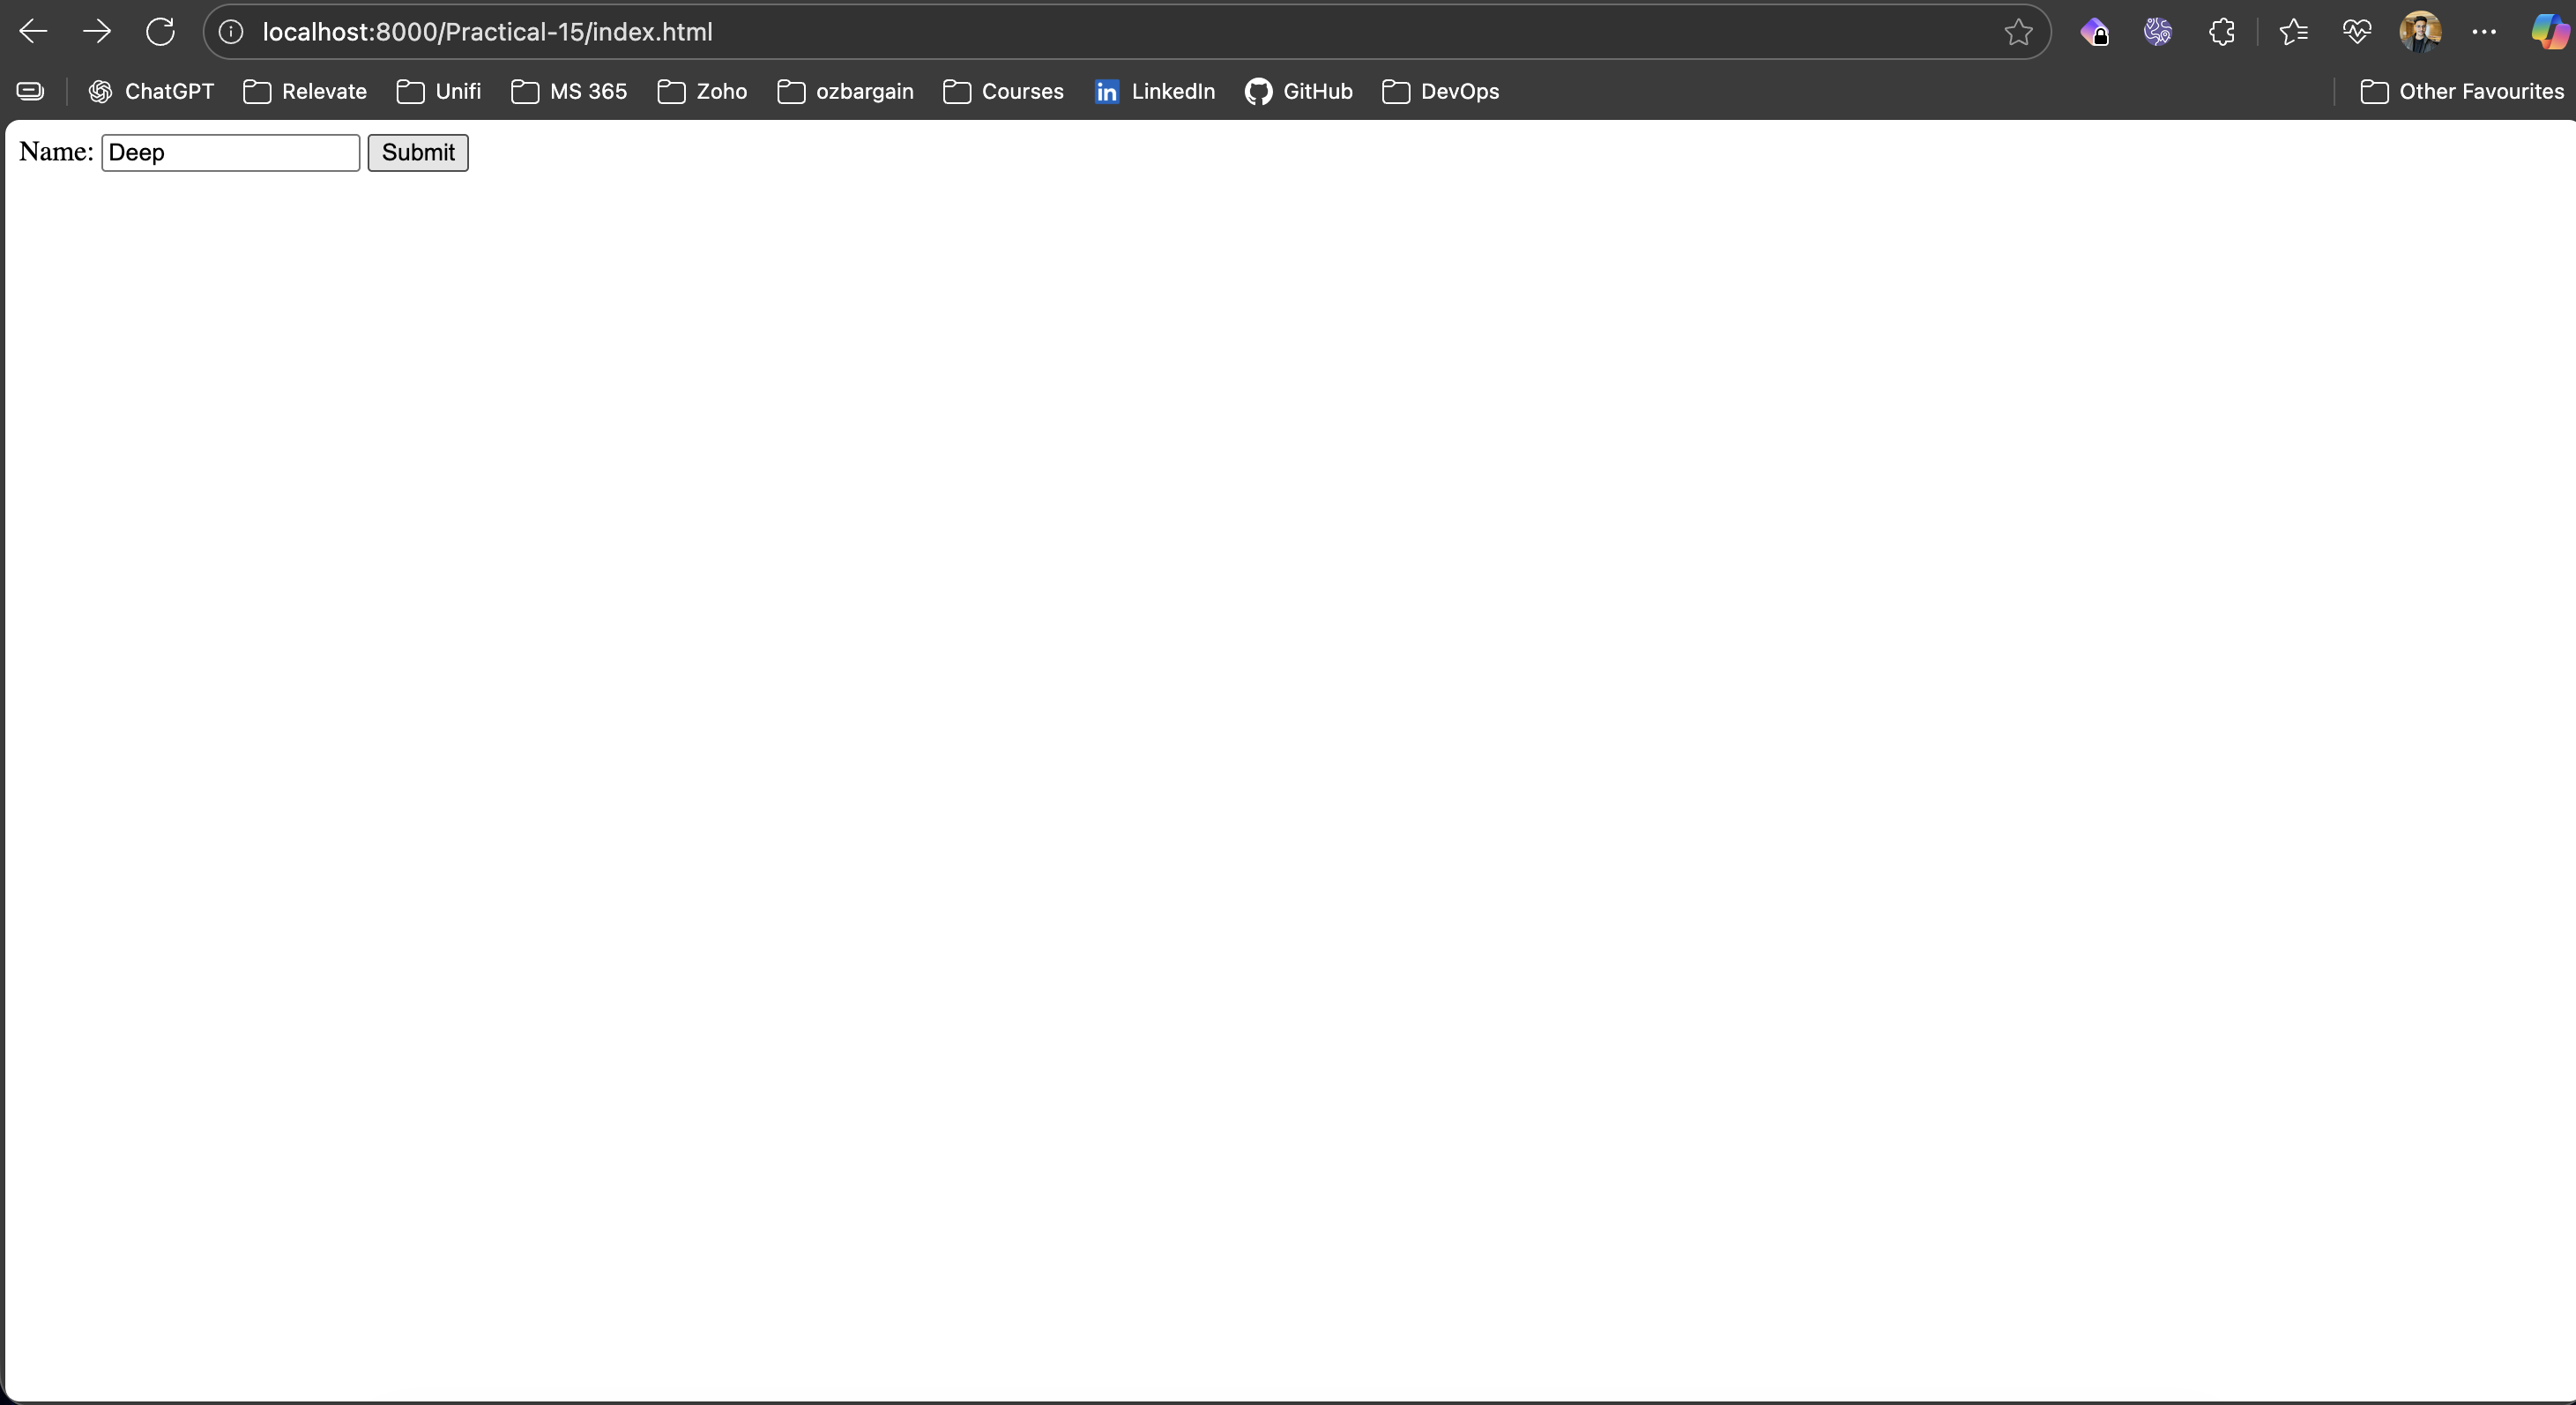 localhost:8000/Practical-15/index.html
ChatGPT Relevate Unifi MS 365 Zoho ozbargain Courses LinkedIn GitHub DevOps Other Favourites
Name: Deep Submit